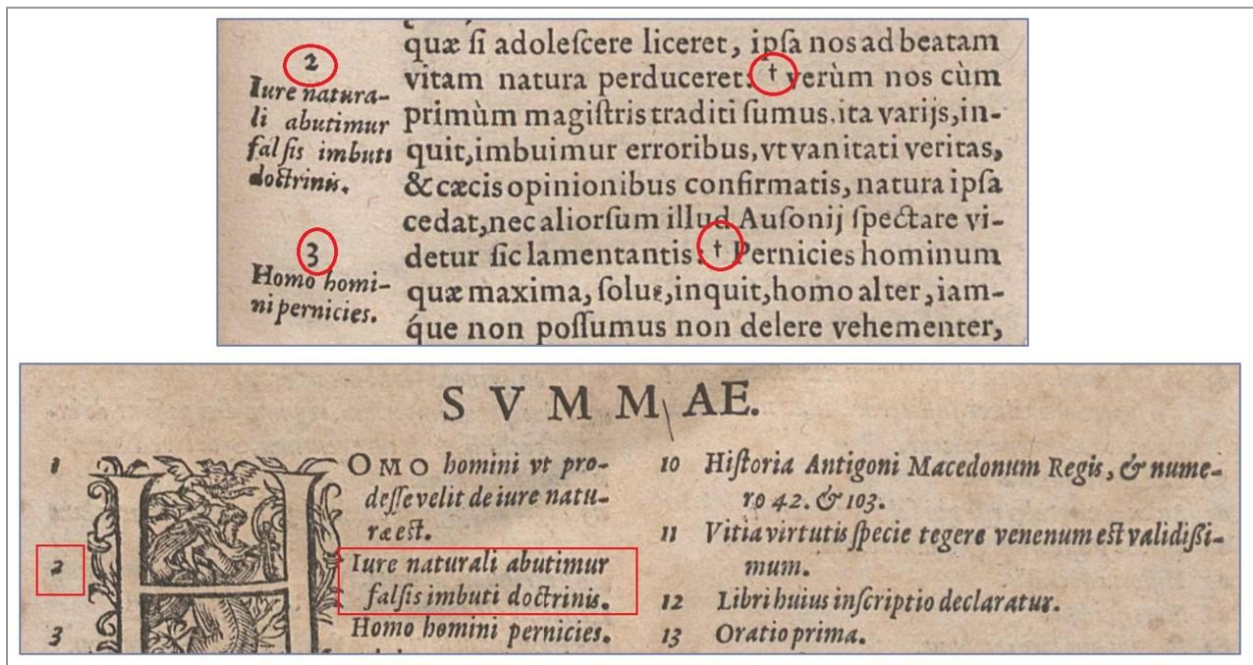 2
Iure natura-
li abutimur
falſis imbuti
doctrinis.
3
Homo homi-
ni pernicies.
quæ ſi adoleſcere liceret, ipſa nos ad beatam
vitam natura perduceret: † verùm nos cùm
primùm magiſtris traditi ſumus. ita varijs, in-
quit, imbuimur erroribus, vt vanitati veritas,
& cæcis opinionibus confirmatis, natura ipſa
cedat, nec aliorſum illud Auſonij ſpectare vi-
detur ſic lamentantis: † Pernicies hominum
quæ maxima, ſolus, inquit, homo alter, iam-
q́ue non poſſumus non delere vehementer,
SVMMAE.
1 HOMO homini vt pro-
deſſe velit de iure natu-
ræ eſt.
2 Iure naturali abutimur
falſis imbuti doctrinis.
3 Homo homini pernicies.
10 Hiſtoria Antigoni Macedonum Regis, & nume-
ro 42. & 103.
11 Vitia virtutis ſpecie tegere venenum eſt validiſſi-
mum.
12 Libri huius inſcriptio declaratur.
13 Oratio prima.